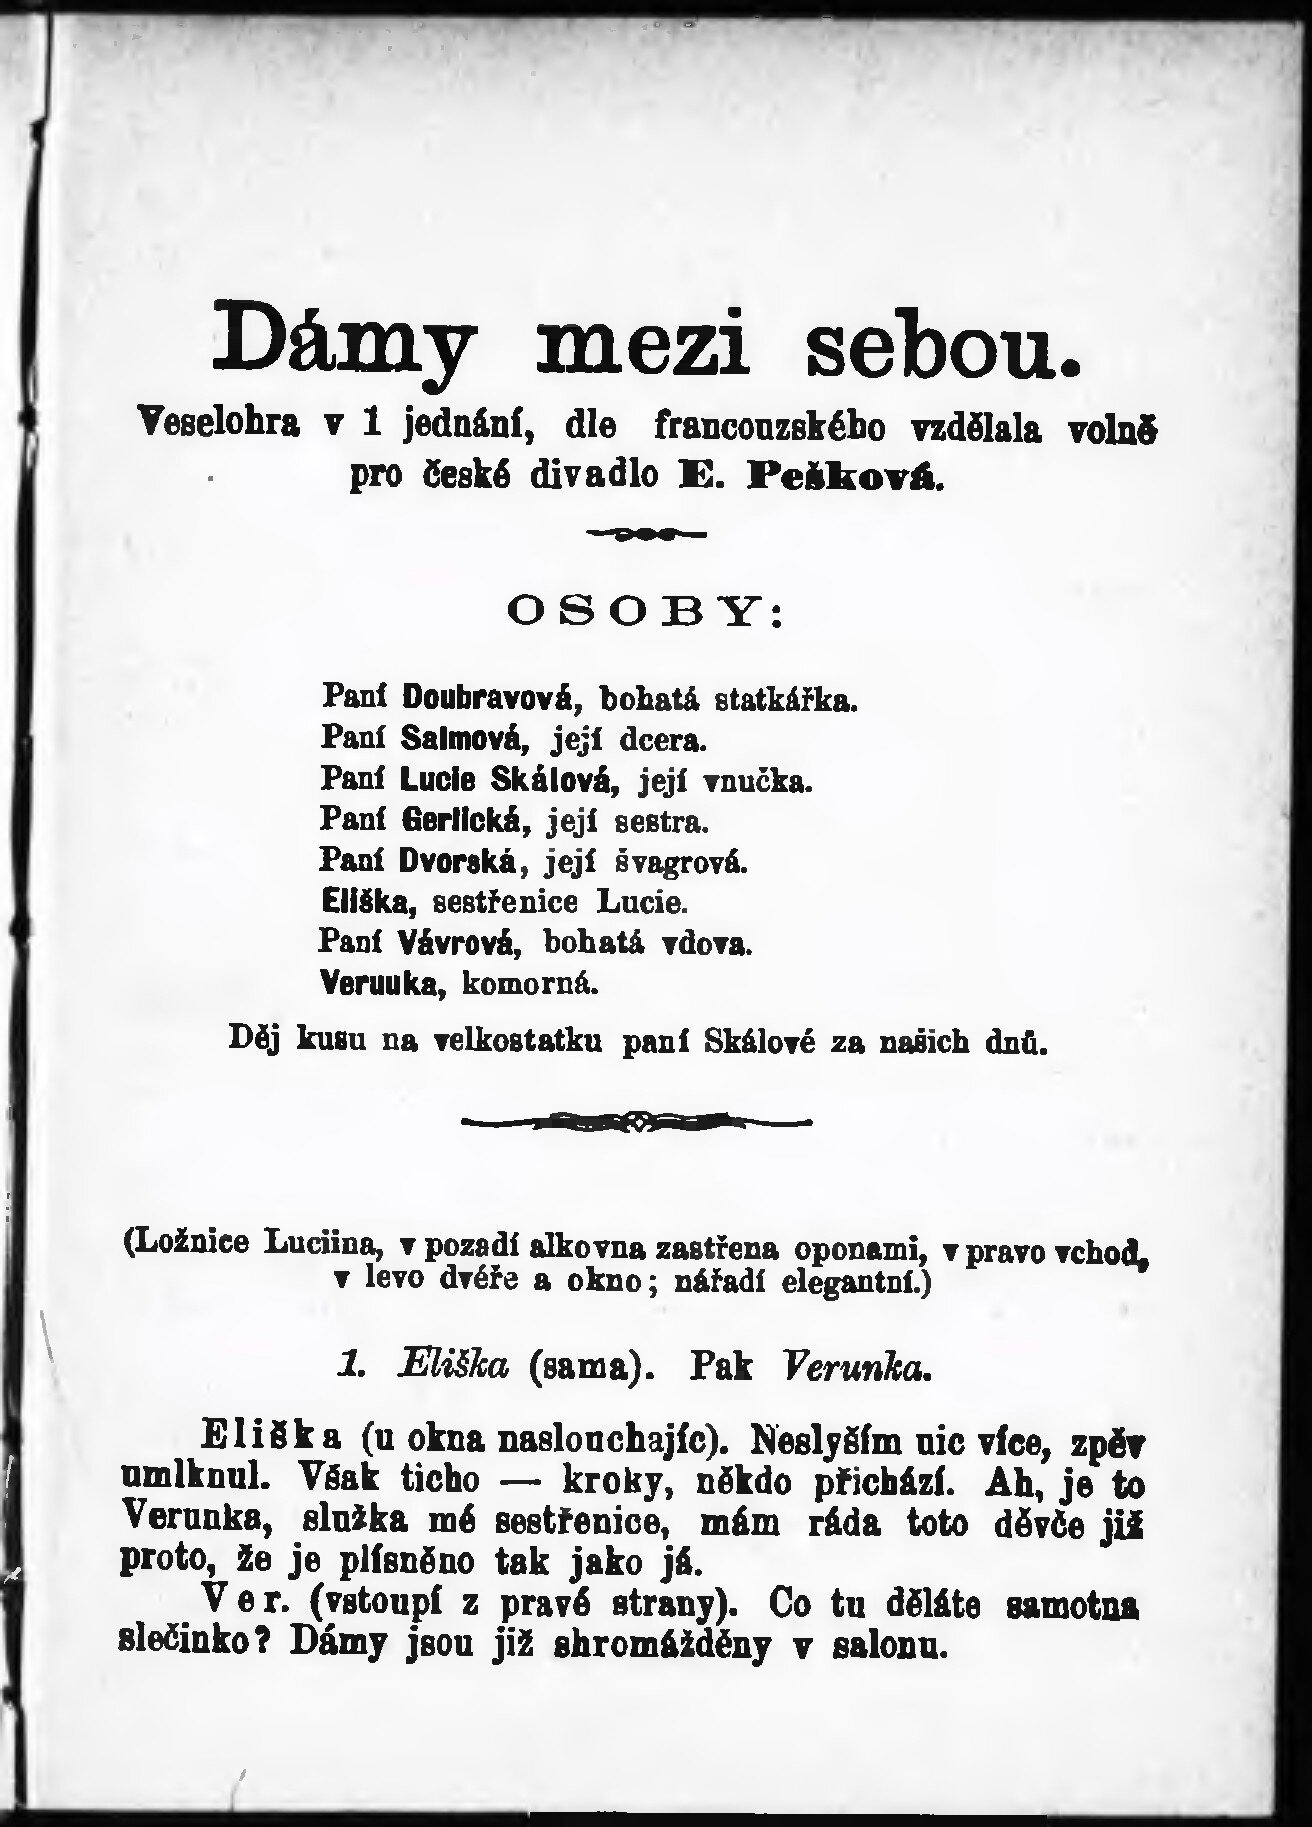 Dámy mezi sebou.
Veselohra v 1 jednání, dle francouzského vzdělala volně
pro české divadlo E. Pešková.
OSOBY:
Paní Doubravová, bohatá statkářka.
Paní Salmová, její dcera.
Paní Lucie Skálová, její vnučka.
Paní Gerlická, její sestra.
Paní Dvorská, její švagrová.
Eliška, sestřenice Lucie.
Paní Vávrová, bohatá vdova.
Veruuka, komorná.
Děj kusu na velkostatku paní Skálové za našich dnů.
(Ložnice Luciina, v pozadí alkovna zastřena oponami, v pravo vchod,
v levo dvéře a okno; nářadí elegantní.)
1. Eliška (sama). Pak Verunka.
Eliška (u okna naslouchajíc). Neslyším nic více, zpěv
umlknul. Však ticho — kroky, někdo přichází. Ah, je to
Verunka, služka mé sestřenice, mám ráda toto děvče již
proto, že je plísněno tak jako já.
Ver. (vstoupí z pravé strany). Co tu děláte samotna
slečinko? Dámy jsou již shromážděny v salonu.